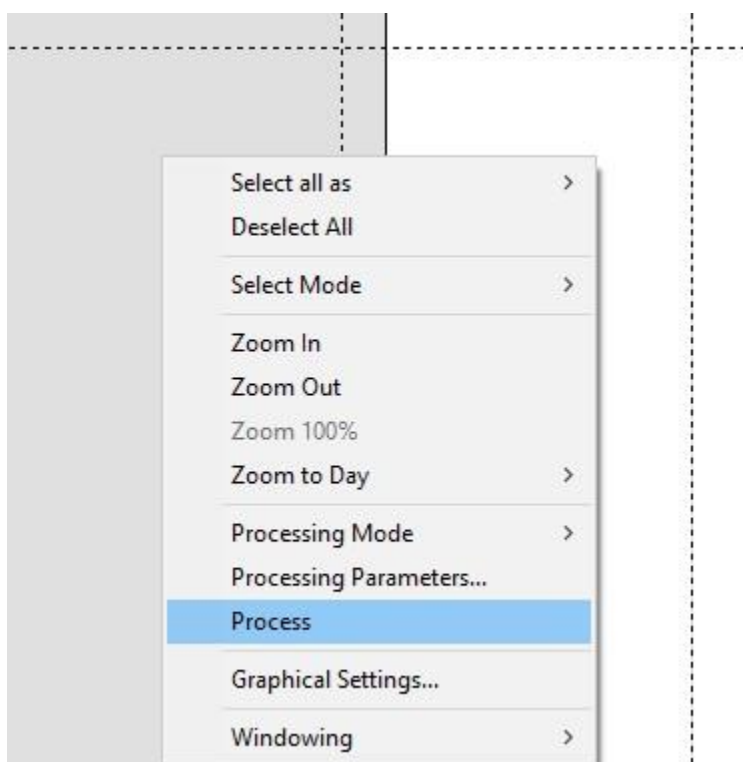 Select all as
Deselect All
Select Mode
Zoom In
Zoom Out
Zoom 100%
Zoom to Day
Processing Mode
Processing Parameters...
Process
Graphical Settings...
Windowing